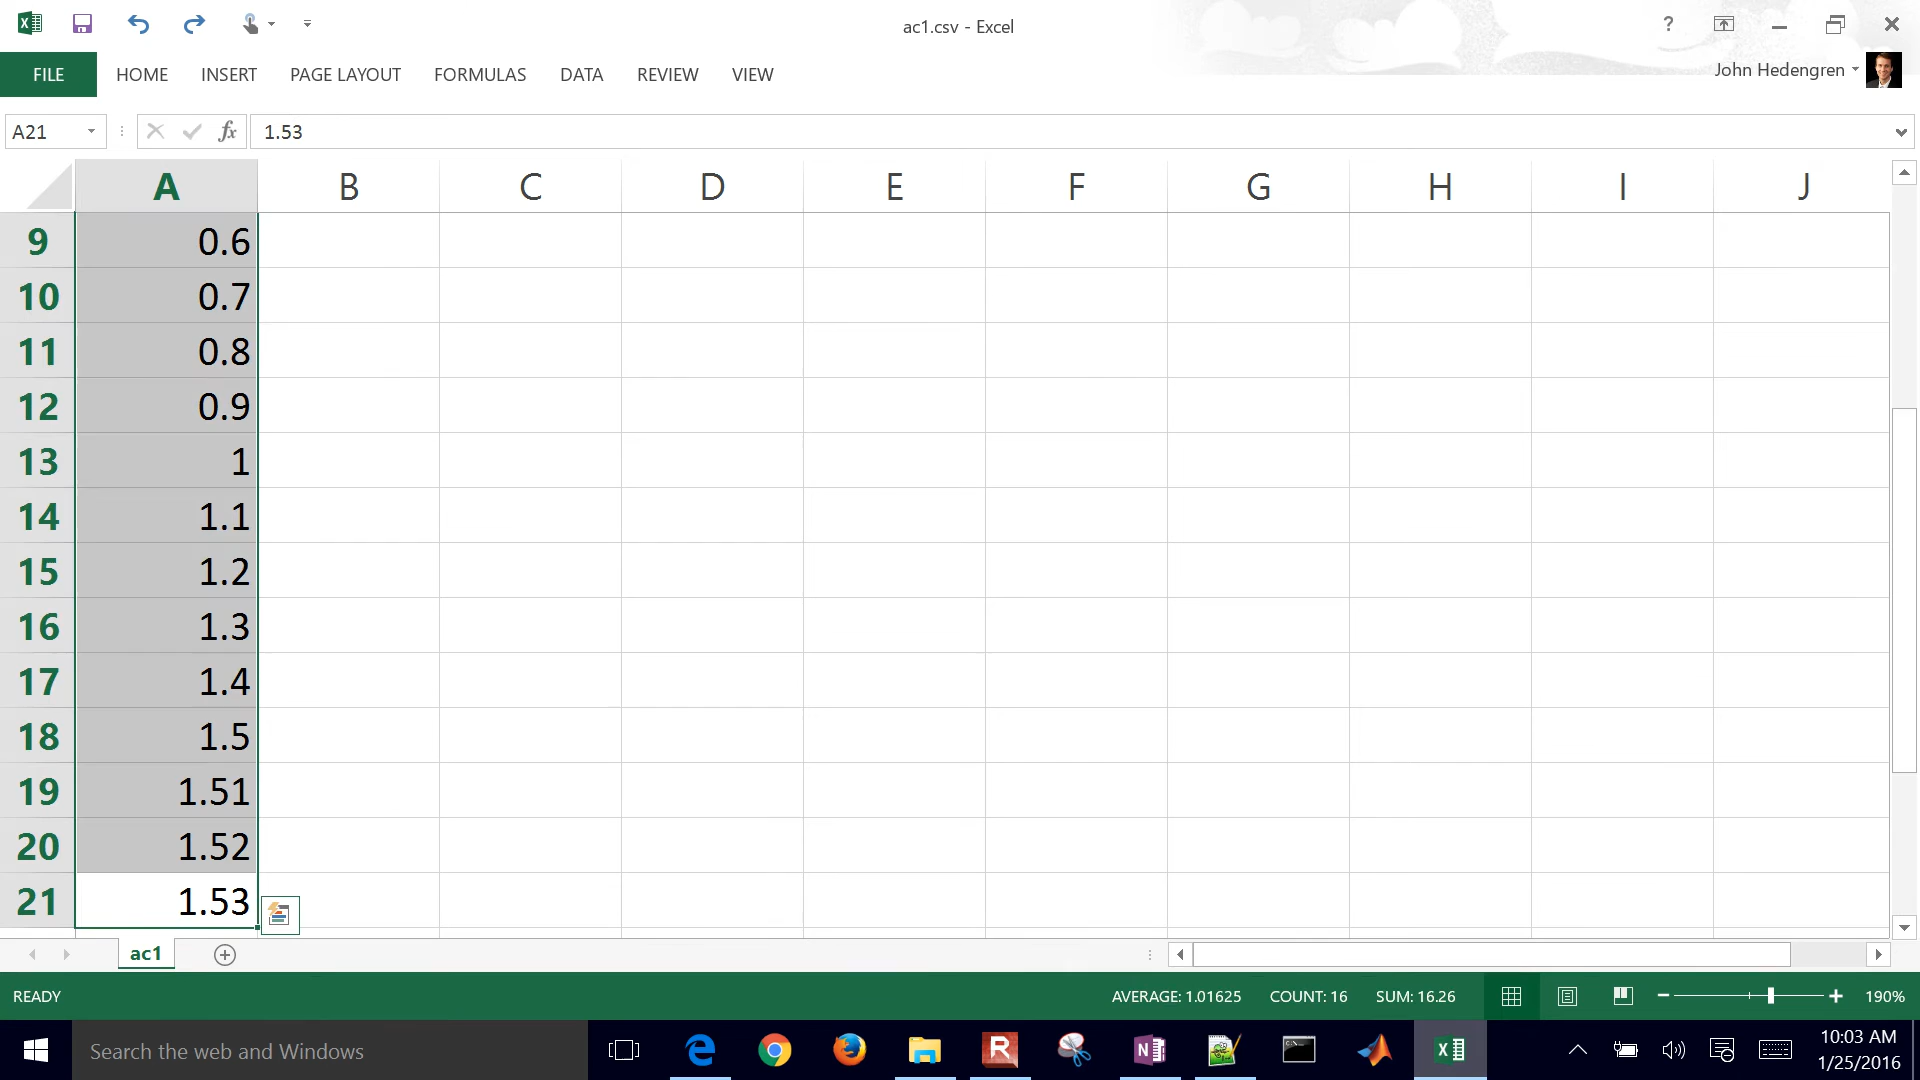 ac1.csv - Excel
?
FILE HOME INSERT PAGE LAYOUT FORMULAS DATA REVIEW VIEW
John Hedengren
A21 fx 1.53
A B C D E F G H I J
9 0.6
10 0.7
11 0.8
12 0.9
13 1
14 1.1
15 1.2
16 1.3
17 1.4
18 1.5
19 1.51
20 1.52
21 1.53
ac1
READY AVERAGE: 1.01625 COUNT: 16 SUM: 16.26 190%
Search the web and Windows
10:03 AM
1/25/2016